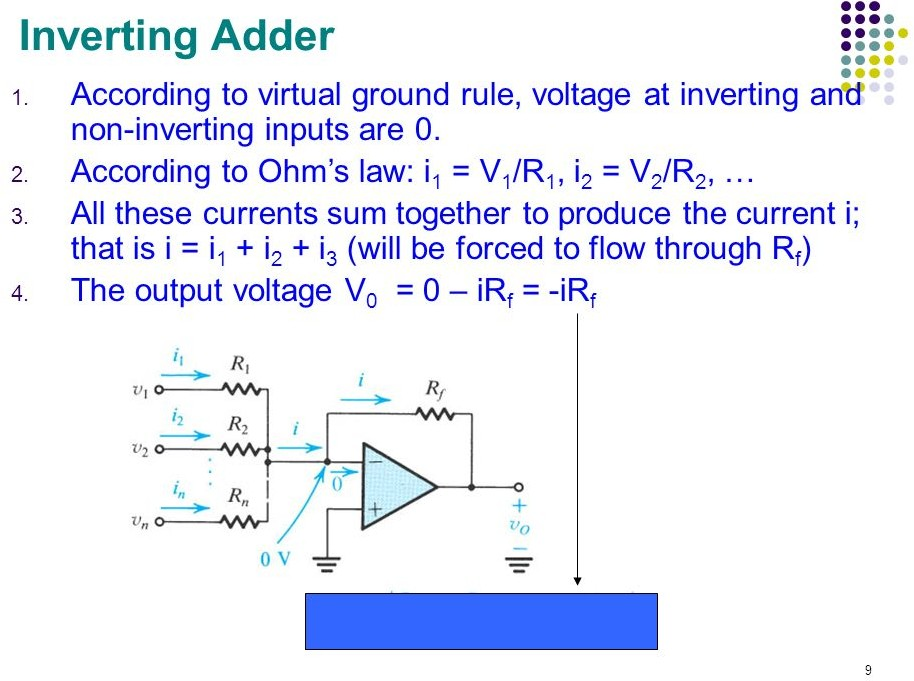 Inverting Adder
1. According to virtual ground rule, voltage at inverting and
non-inverting inputs are 0.
2. According to Ohm’s law: i₁ = V₁/R₁, i₂ = V₂/R₂, …
3. All these currents sum together to produce the current i;
that is i = i₁ + i₂ + i₃ (will be forced to flow through Rf)
4. The output voltage V₀ = 0 – iRf = -iRf
i₁ R₁
v₁
i Rf
i₂ R₂ i
v₂
0 −
iₙ Rₙ
vₙ
+
+
vO
−
0 V
9